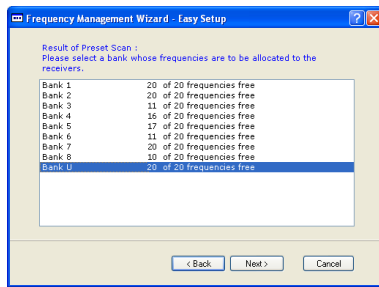 Frequency Management Wizard - Easy Setup
Result of Preset Scan :
Please select a bank whose frequencies are to be allocated to the
receivers.
Bank 1 20 of 20 frequencies free
Bank 2 20 of 20 frequencies free
Bank 3 11 of 20 frequencies free
Bank 4 16 of 20 frequencies free
Bank 5 17 of 20 frequencies free
Bank 6 11 of 20 frequencies free
Bank 7 20 of 20 frequencies free
Bank 8 10 of 20 frequencies free
Bank U 20 of 20 frequencies free
< Back Next > Cancel